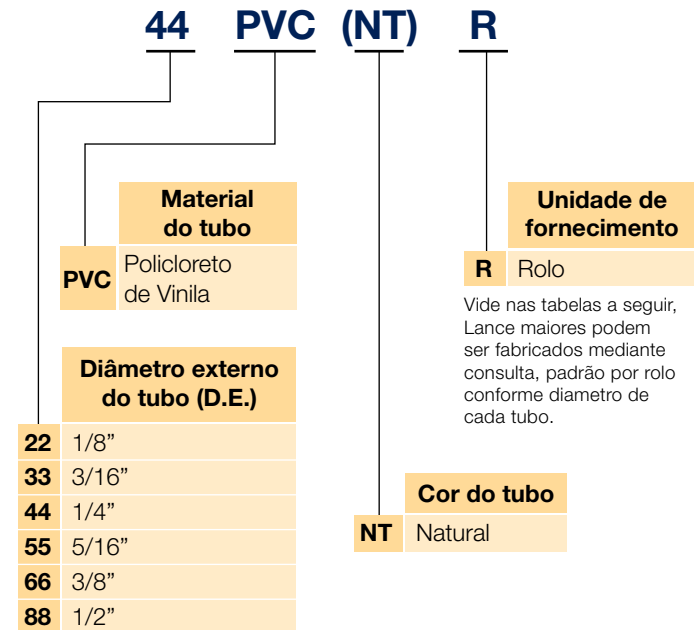 44 PVC (NT) R
Material
do tubo
PVC Policloreto
de Vinila
Unidade de
fornecimento
R Rolo
Vide nas tabelas a seguir,
Lance maiores podem
ser fabricados mediante
consulta, padrão por rolo
conforme diametro de
cada tubo.
Diâmetro externo
do tubo (D.E.)
22 1/8”
33 3/16”
44 1/4”
55 5/16”
66 3/8”
88 1/2”
Cor do tubo
NT Natural